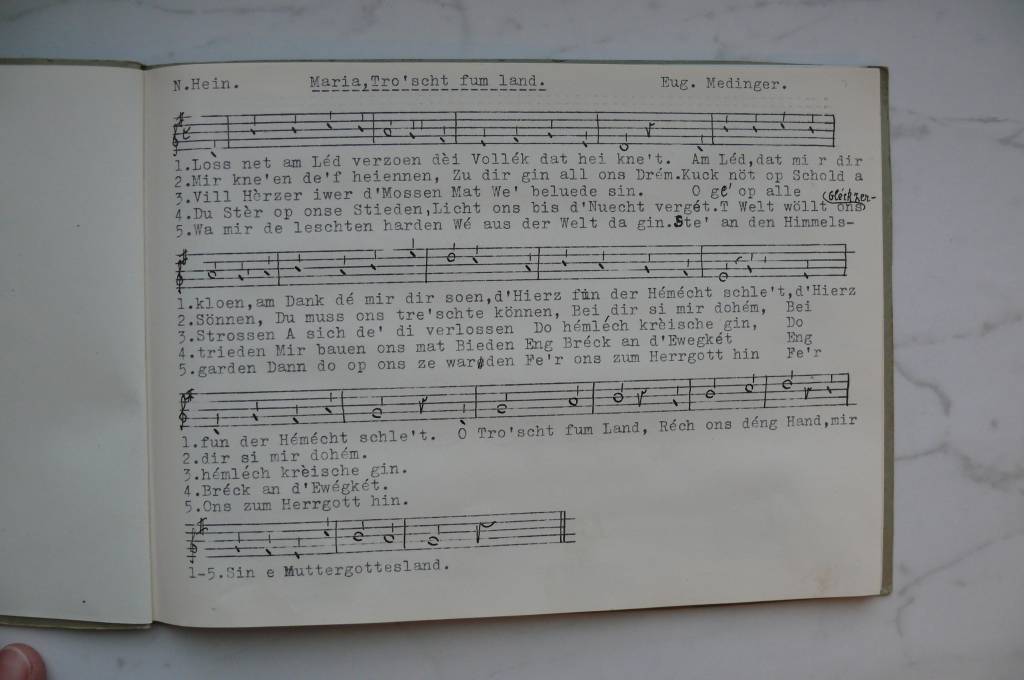 N.Hein. Maria,Tro'scht fum land. Eug. Medinger.
1.Loss net am Léd verzoen dèi Vollék dat hei kne't. Am Léd,dat mi r dir
2.Mir kne'en de'f heiennen, Zu dir gin all ons Drém.Kuck nöt op Schold a
3.Vill Hèrzer iwer d'Mossen Mat We' beluede sin. O ge' op alle
4.Du Stèr op onse Stieden,Licht ons bis d'Nuecht vergét.T Welt wöllt ons
5.Wa mir de leschten harden Wé aus der Welt da gin.Ste' an den Himmels-
1.kloen,am Dank dé mir dir soen,d'Hierz fun der Hémécht schle't,d'Hierz
2.Sönnen, Du muss ons tre'schte können, Bei dir si mir dohém, Bei
3.Strossen A sich de' di verlossen Do hémléch krèische gin, Do
4.trieden Mir bauen ons mat Bieden Eng Bréck an d'Ewegkét Eng
5.garden Dann do op ons ze warden Fe'r ons zum Herrgott hin Fe'r
1.fùn der Hémécht schle't. O Tro'scht fum Land, Réch ons déng Hand,mir
2.dir si mir dohém.
3.hémléch krèische gin.
4.Bréck an d'Ewégkét.
5.Ons zum Herrgott hin.
1-5.Sin e Muttergottesland.